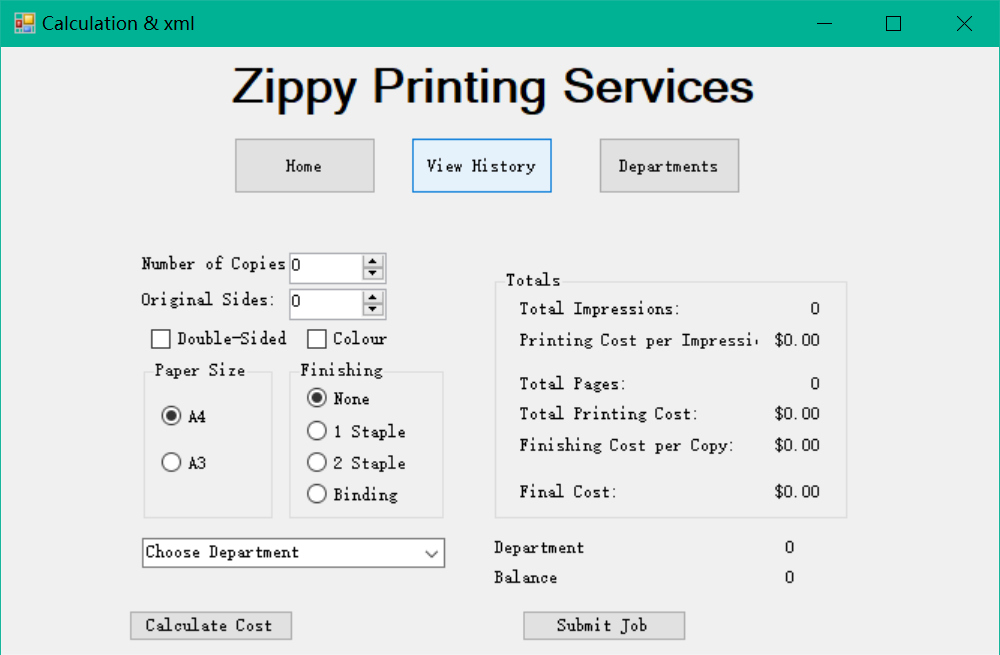 Calculation & xml
Zippy Printing Services
Home
View History
Departments
Number of Copies 0
Original Sides: 0
Double-Sided
Colour
Paper Size
A4
A3
Finishing
None
1 Staple
2 Staple
Binding
Choose Department
Calculate Cost
Totals
Total Impressions: 0
Printing Cost per Impressi $0.00
Total Pages: 0
Total Printing Cost: $0.00
Finishing Cost per Copy: $0.00
Final Cost: $0.00
Department 0
Balance 0
Submit Job